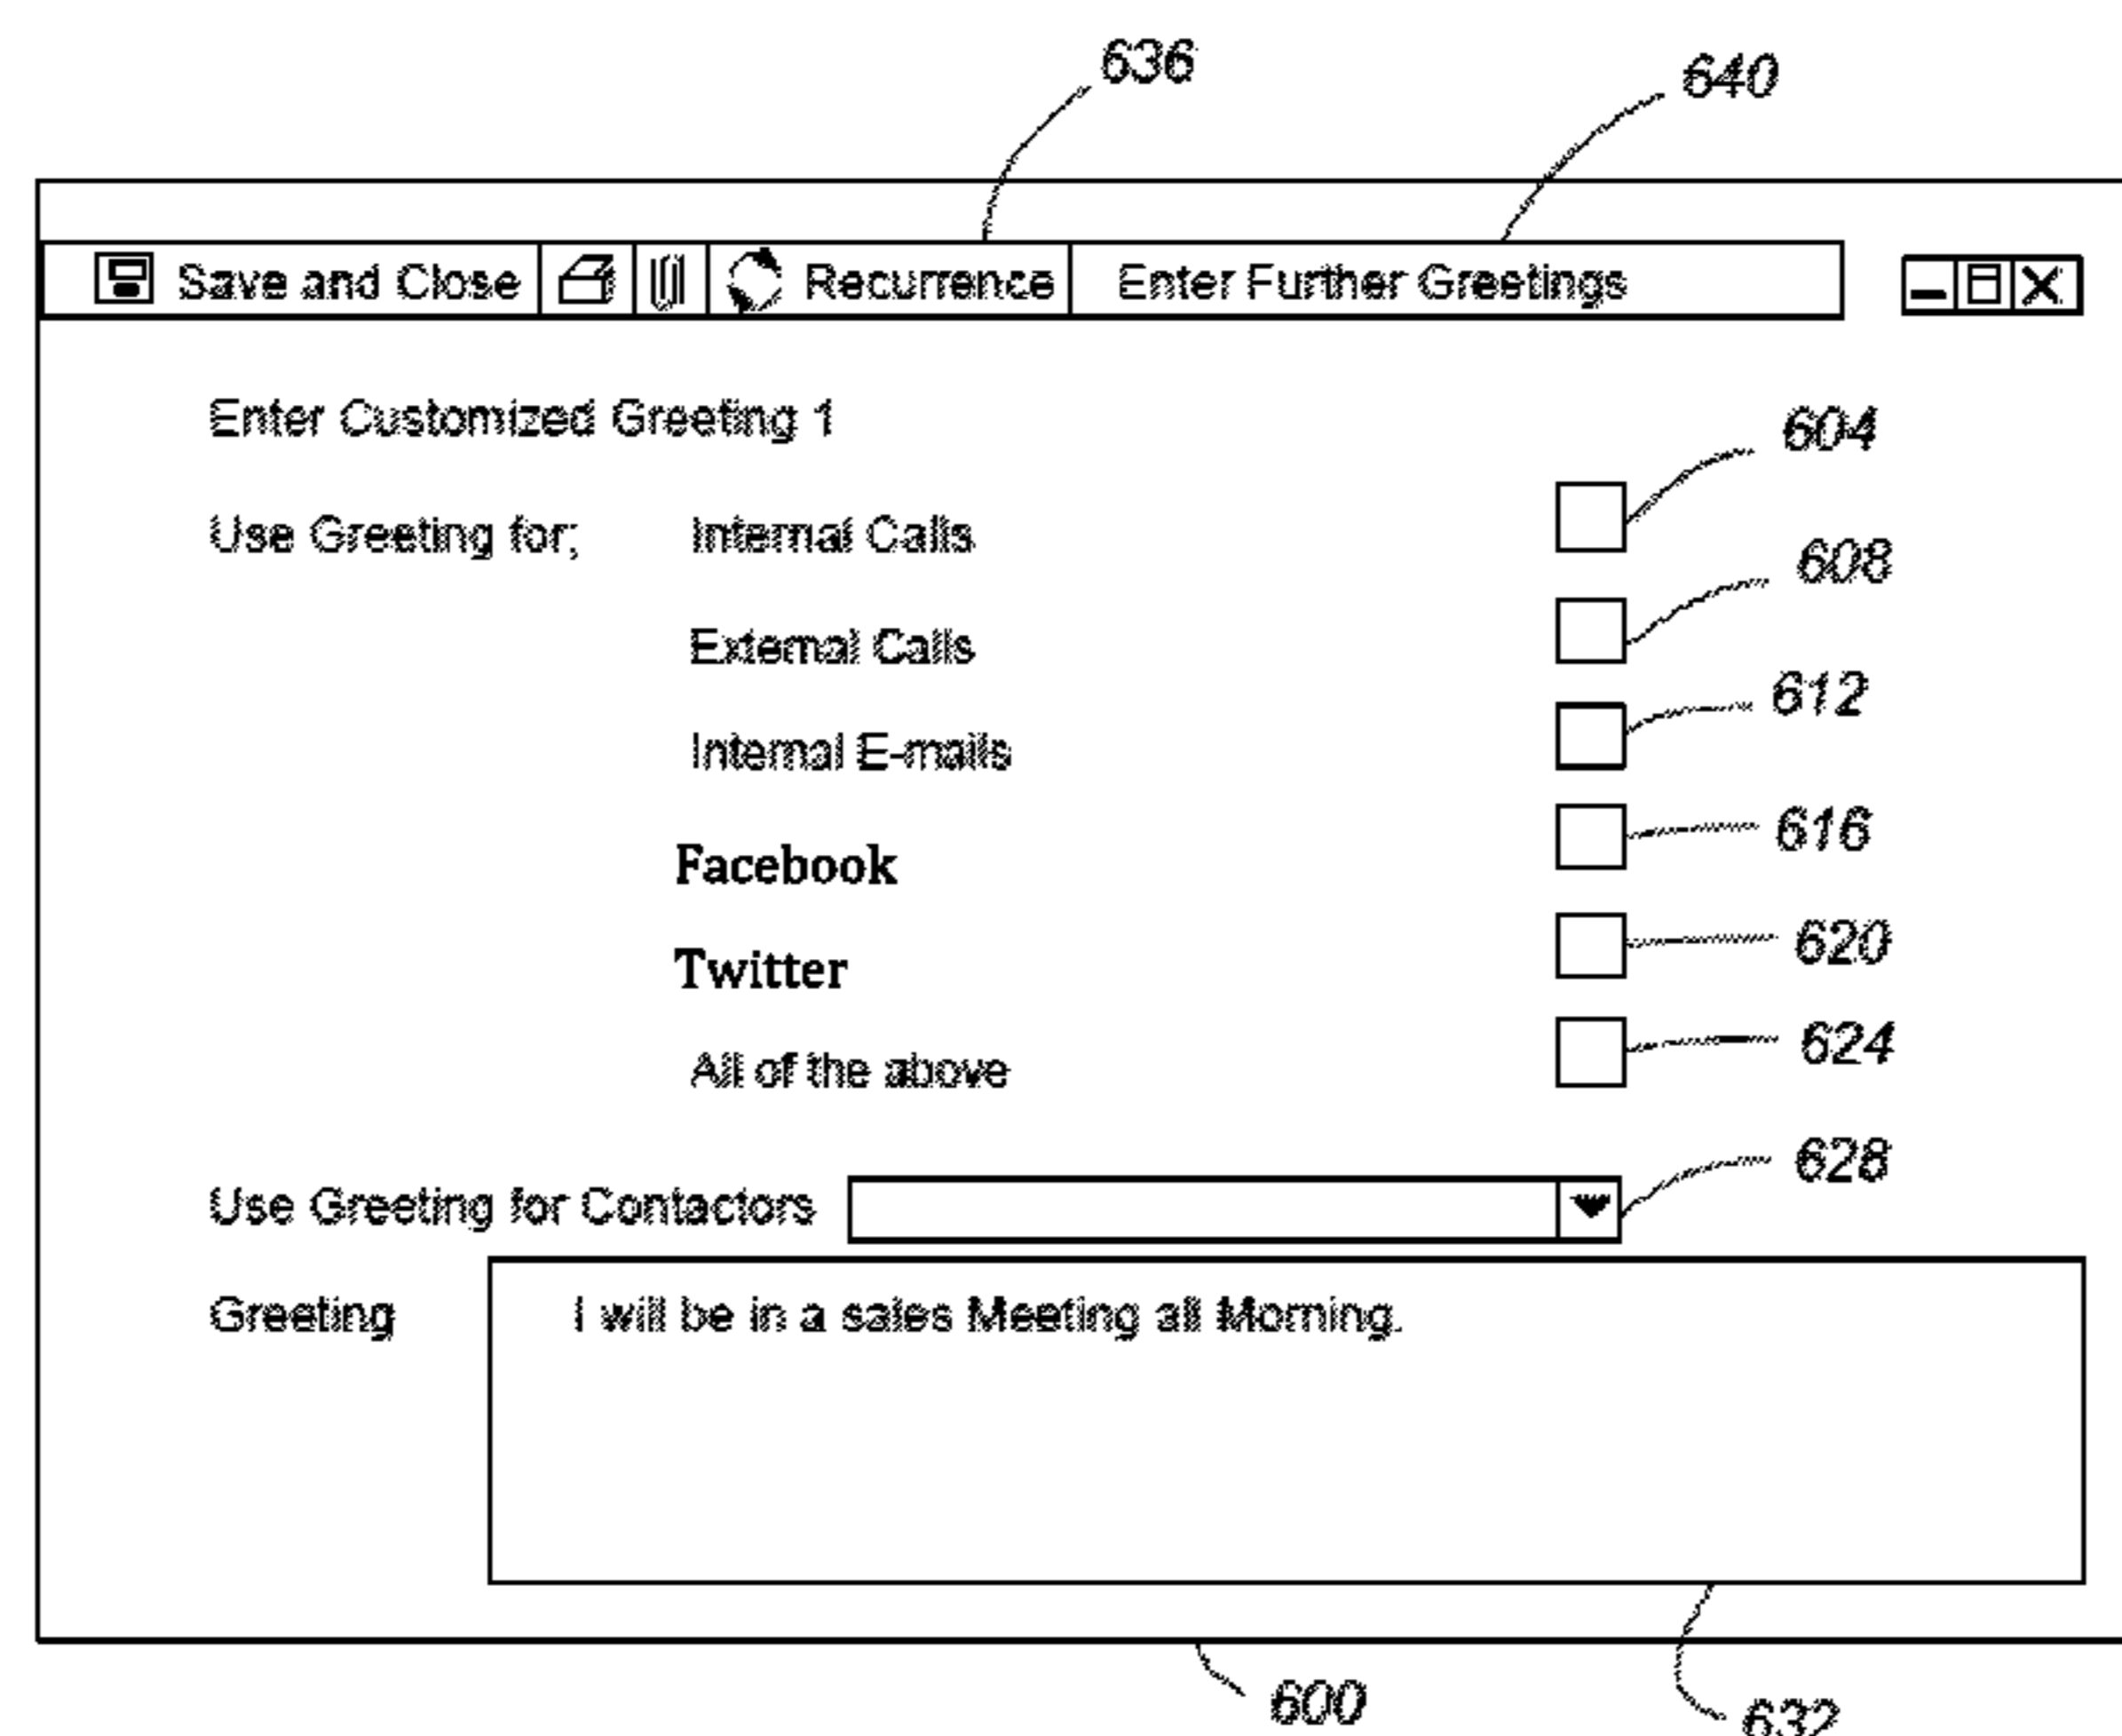 636
640
Save and Close Recurrence Enter Further Greetings
Enter Customized Greeting 1
604
Use Greeting for; Internal Calls
608
External Calls
612
Internal E-mails
616
Facebook
620
Twitter
624
All of the above
628
Use Greeting for Contactors
Greeting I will be in a sales Meeting all Morning.
600
632